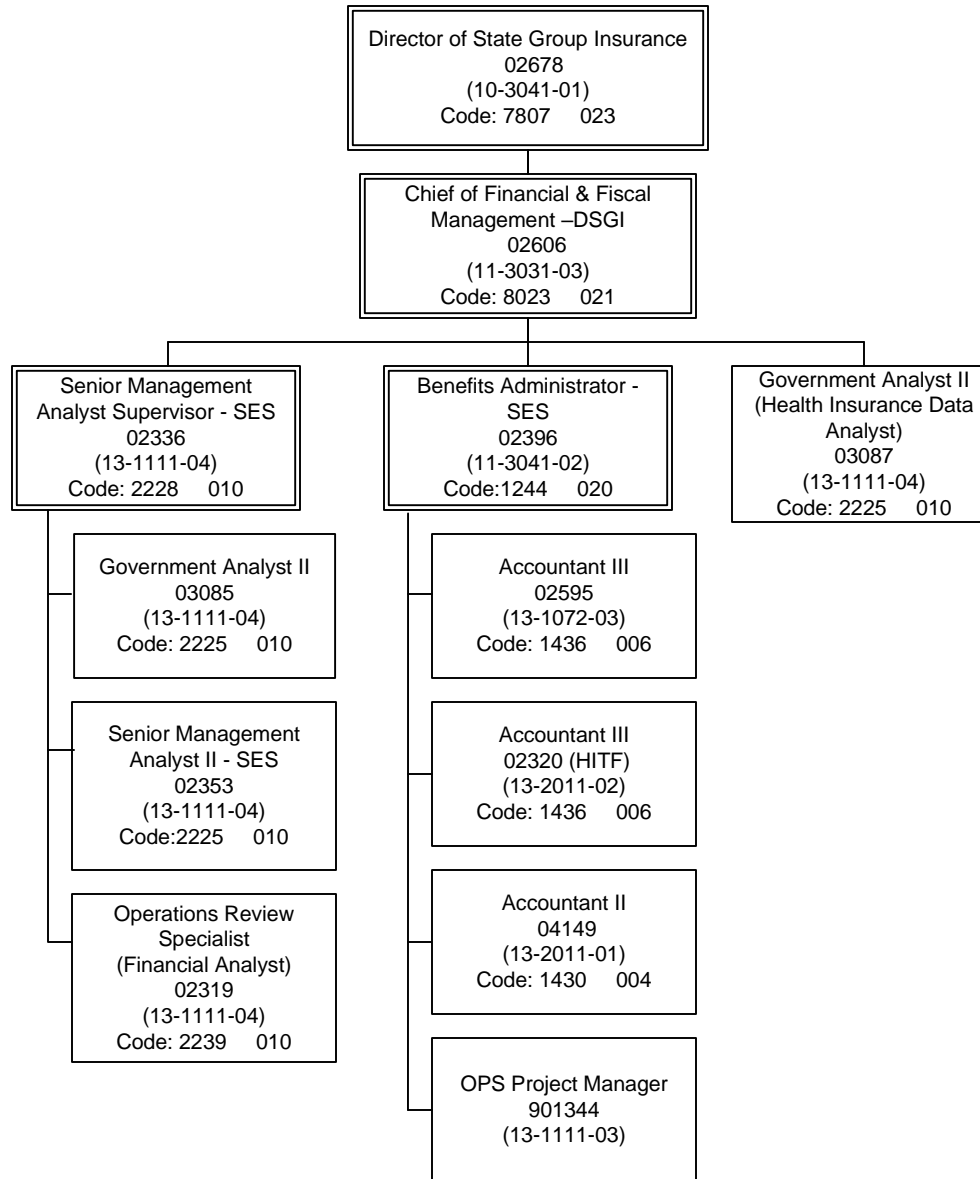 Director of State Group Insurance
02678
(10-3041-01)
Code: 7807 023
Chief of Financial & Fiscal
Management –DSGI
02606
(11-3031-03)
Code: 8023 021
Senior Management
Analyst Supervisor - SES
02336
(13-1111-04)
Code: 2228 010
Benefits Administrator -
SES
02396
(11-3041-02)
Code:1244 020
Government Analyst II
(Health Insurance Data
Analyst)
03087
(13-1111-04)
Code: 2225 010
Government Analyst II
03085
(13-1111-04)
Code: 2225 010
Senior Management
Analyst II - SES
02353
(13-1111-04)
Code:2225 010
Operations Review
Specialist
(Financial Analyst)
02319
(13-1111-04)
Code: 2239 010
Accountant III
02595
(13-1072-03)
Code: 1436 006
Accountant III
02320 (HITF)
(13-2011-02)
Code: 1436 006
Accountant II
04149
(13-2011-01)
Code: 1430 004
OPS Project Manager
901344
(13-1111-03)